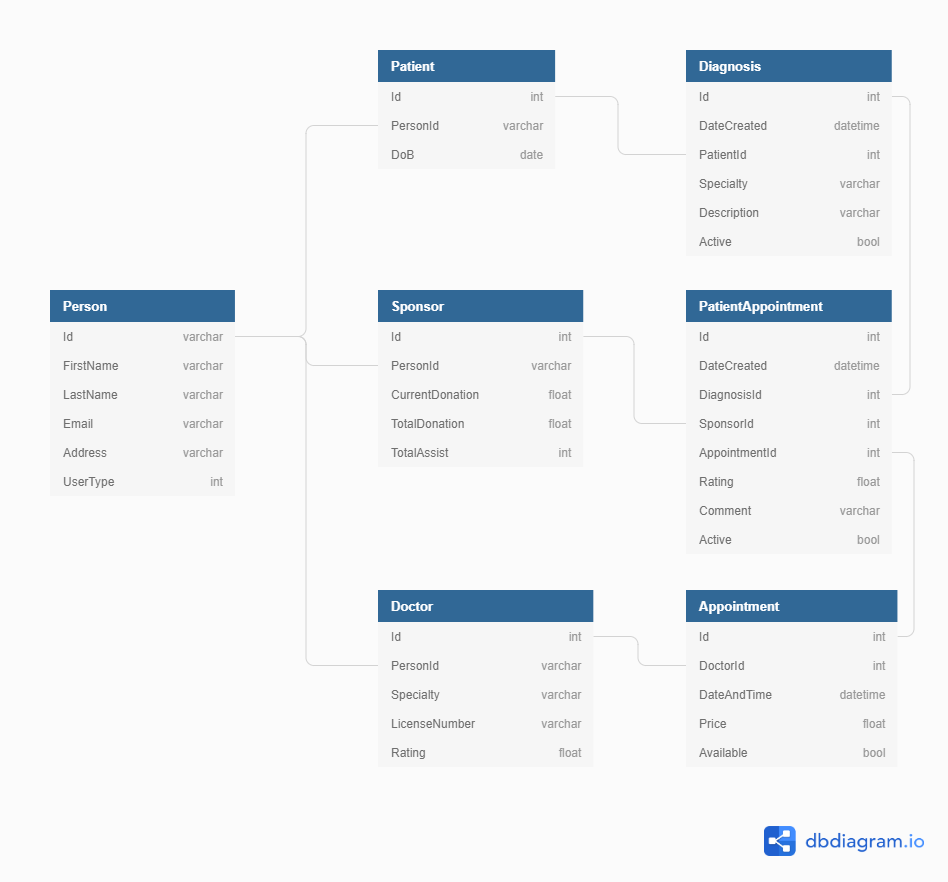 Patient
Id int
PersonId varchar
DoB date
Diagnosis
Id int
DateCreated datetime
PatientId int
Specialty varchar
Description varchar
Active bool
Person
Id varchar
FirstName varchar
LastName varchar
Email varchar
Address varchar
UserType int
Sponsor
Id int
PersonId varchar
CurrentDonation float
TotalDonation float
TotalAssist int
PatientAppointment
Id int
DateCreated datetime
DiagnosisId int
SponsorId int
AppointmentId int
Rating float
Comment varchar
Active bool
Doctor
Id int
PersonId varchar
Specialty varchar
LicenseNumber varchar
Rating float
Appointment
Id int
DoctorId int
DateAndTime datetime
Price float
Available bool
dbdiagram.io